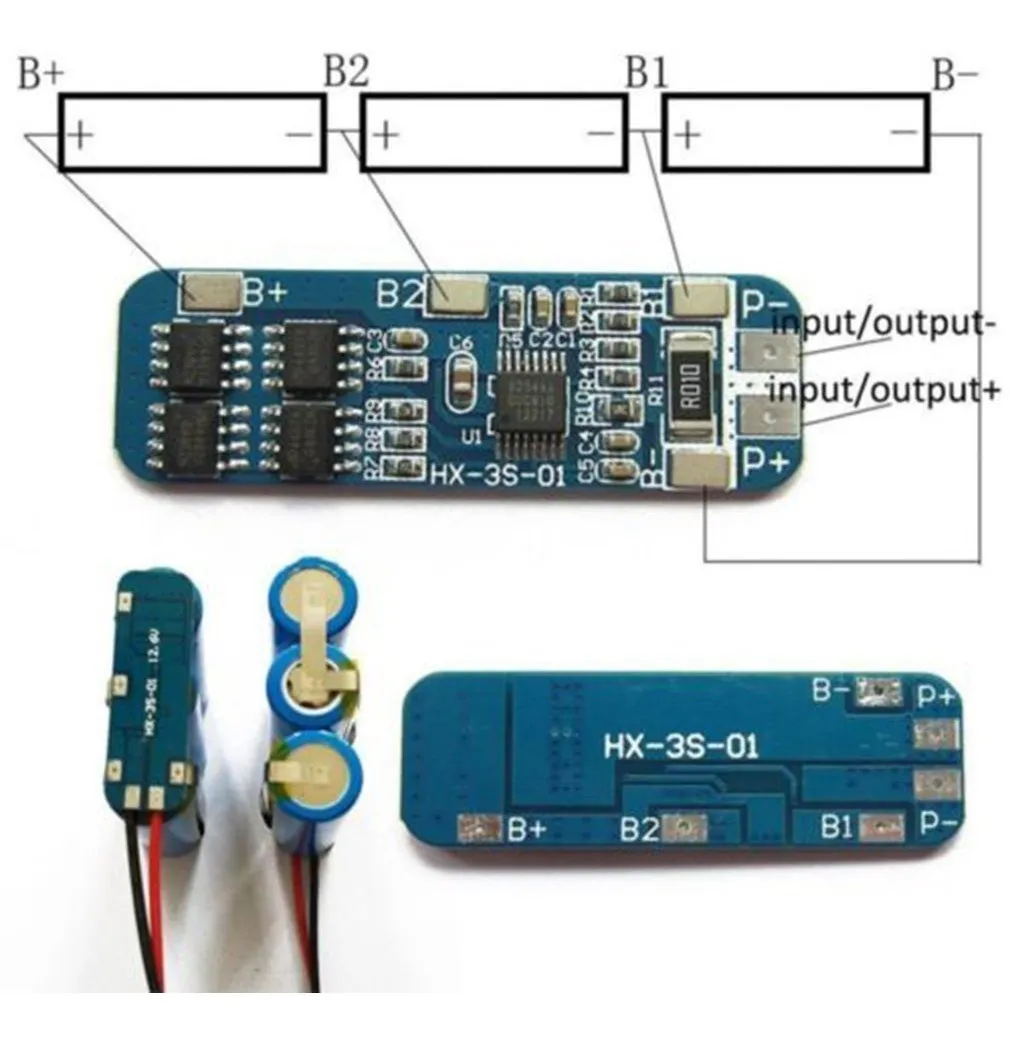 B+ B2 B1 B-
+ - + - + -
B+ B2 B1 P-
input/output-
input/output+
R5 C2 C1 R1
R2
C3 C6 R3
R6 R4
R11 R010
R9 R10
U1 R8 C4
R7 C5 B- P+
HX-3S-01
HX-3S-01 12.6V
B- P+
HX-3S-01
B+ B2 B1 P-